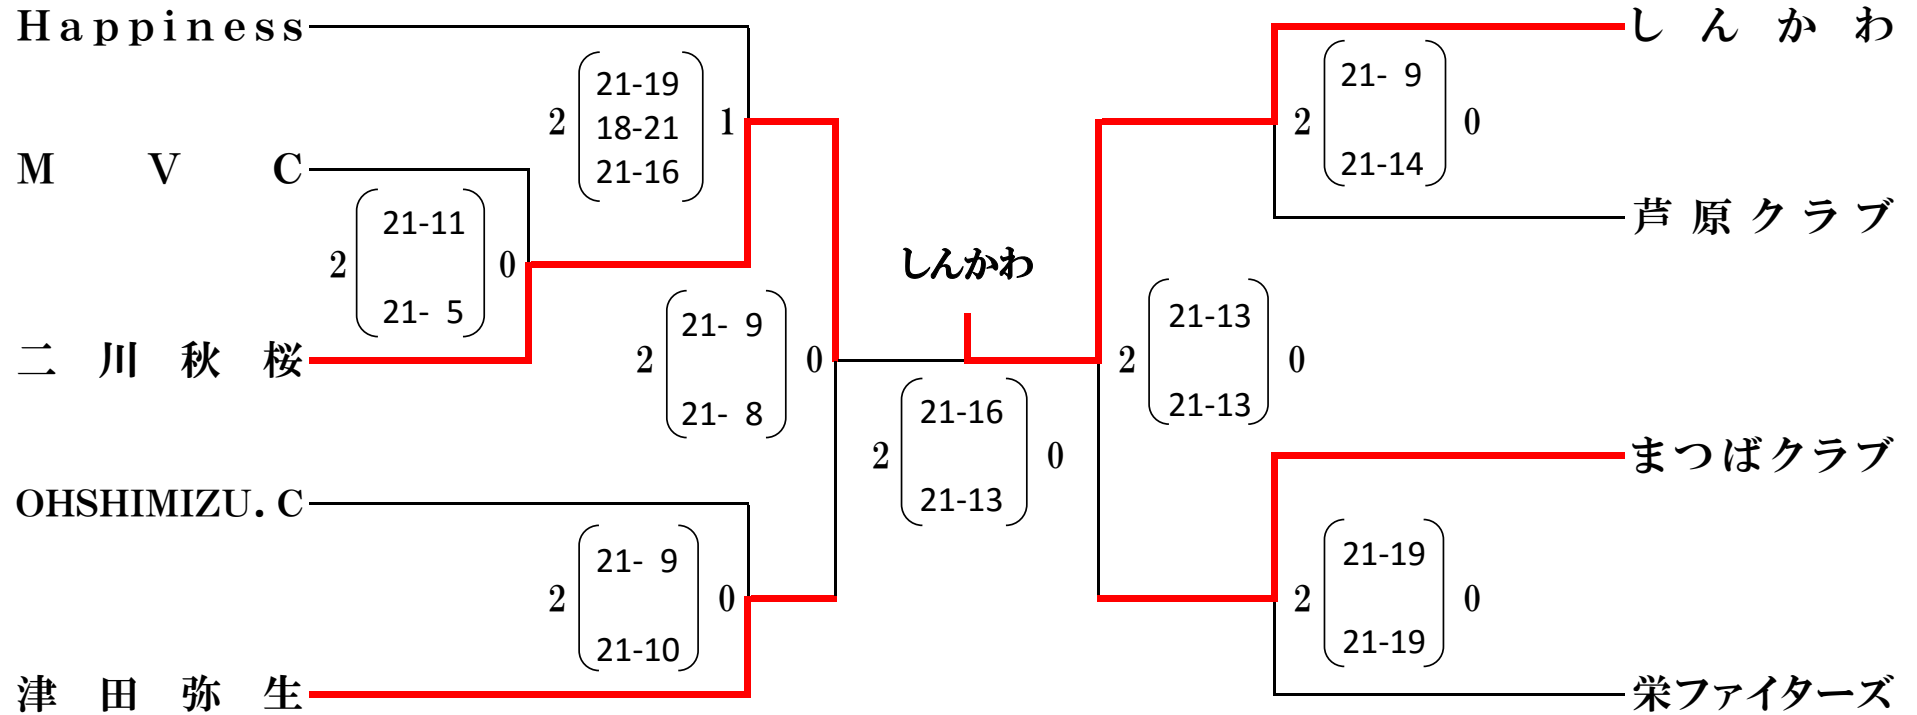 Happiness
しんかわ
21-19
2 18-21 1
21-16
21- 9
2 0
21-14
MVC
芦原クラブ
21-11
2 0
21- 5
しんかわ
二川秋桜
21- 9
2 0
21- 8
21-13
2 0
21-13
21-16
2 0
21-13
まつばクラブ
OHSHIMIZU.C
21- 9
2 0
21-10
21-19
2 0
21-19
津田弥生
栄ファイターズ